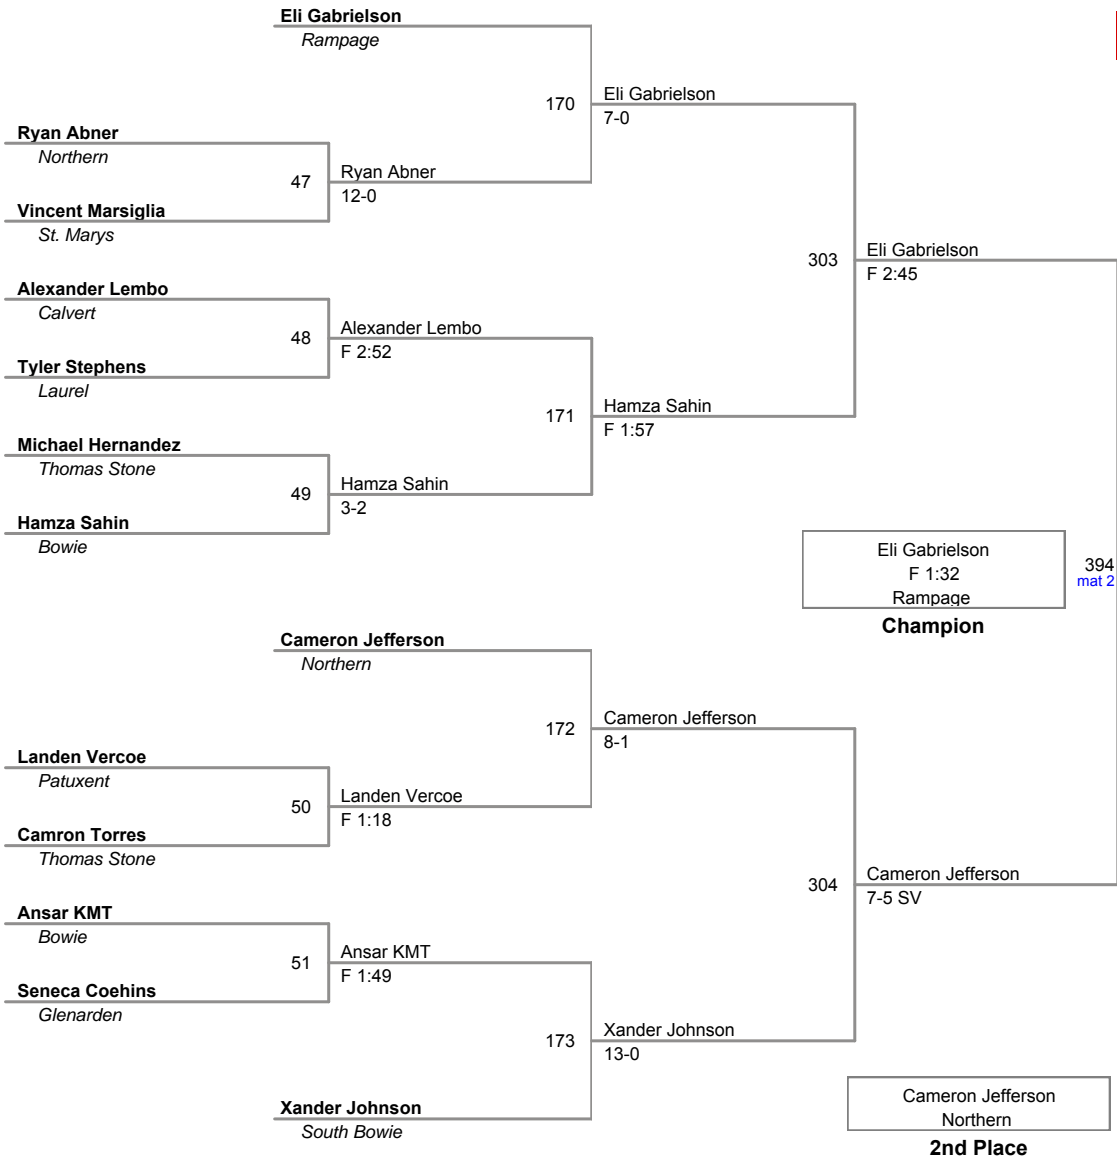 Eli Gabrielson
Rampage
170
Eli Gabrielson
7-0
Ryan Abner
Northern
47
Ryan Abner
12-0
Vincent Marsiglia
St. Marys
303
Eli Gabrielson
F 2:45
Alexander Lembo
Calvert
48
Alexander Lembo
F 2:52
Tyler Stephens
Laurel
171
Hamza Sahin
F 1:57
Michael Hernandez
Thomas Stone
49
Hamza Sahin
3-2
Hamza Sahin
Bowie
Eli Gabrielson
F 1:32
Rampage
Champion
394
mat 2
Cameron Jefferson
Northern
172
Cameron Jefferson
8-1
Landen Vercoe
Patuxent
50
Landen Vercoe
F 1:18
Camron Torres
Thomas Stone
304
Cameron Jefferson
7-5 SV
Ansar KMT
Bowie
51
Ansar KMT
F 1:49
Seneca Coehins
Glenarden
173
Xander Johnson
13-0
Xander Johnson
South Bowie
Cameron Jefferson
Northern
2nd Place